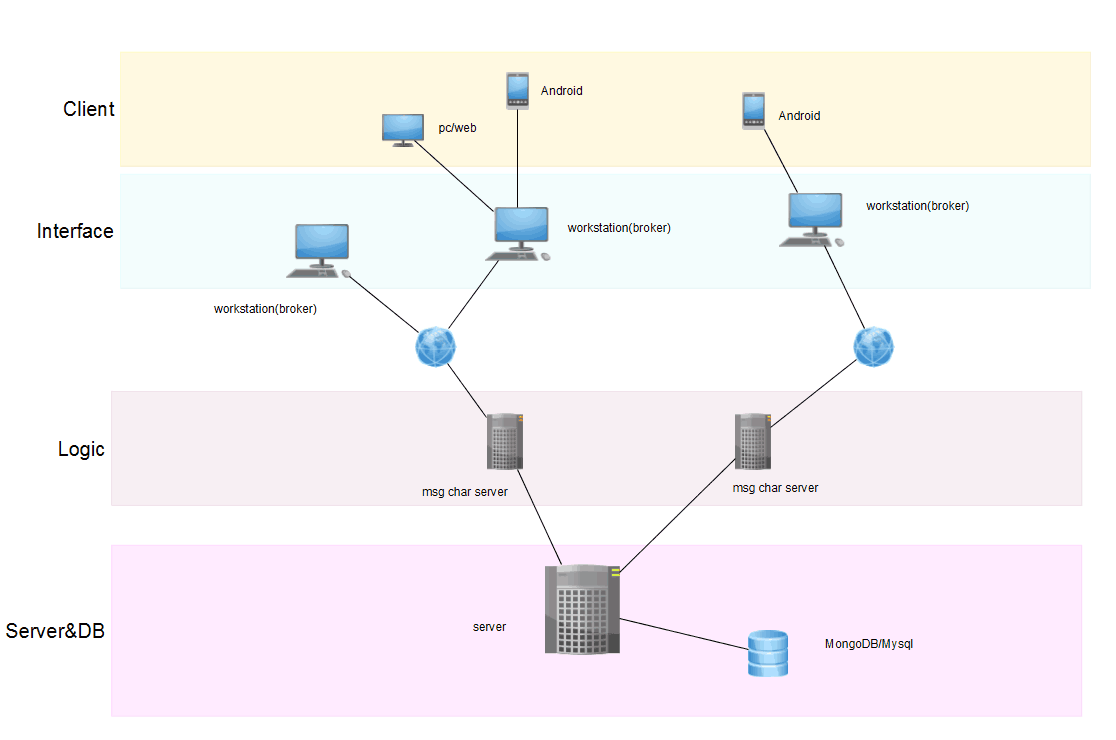 Client
Android
pc/web
Android
Interface
workstation(broker)
workstation(broker)
workstation(broker)
Logic
msg char server
msg char server
Server&DB
server
MongoDB/Mysql